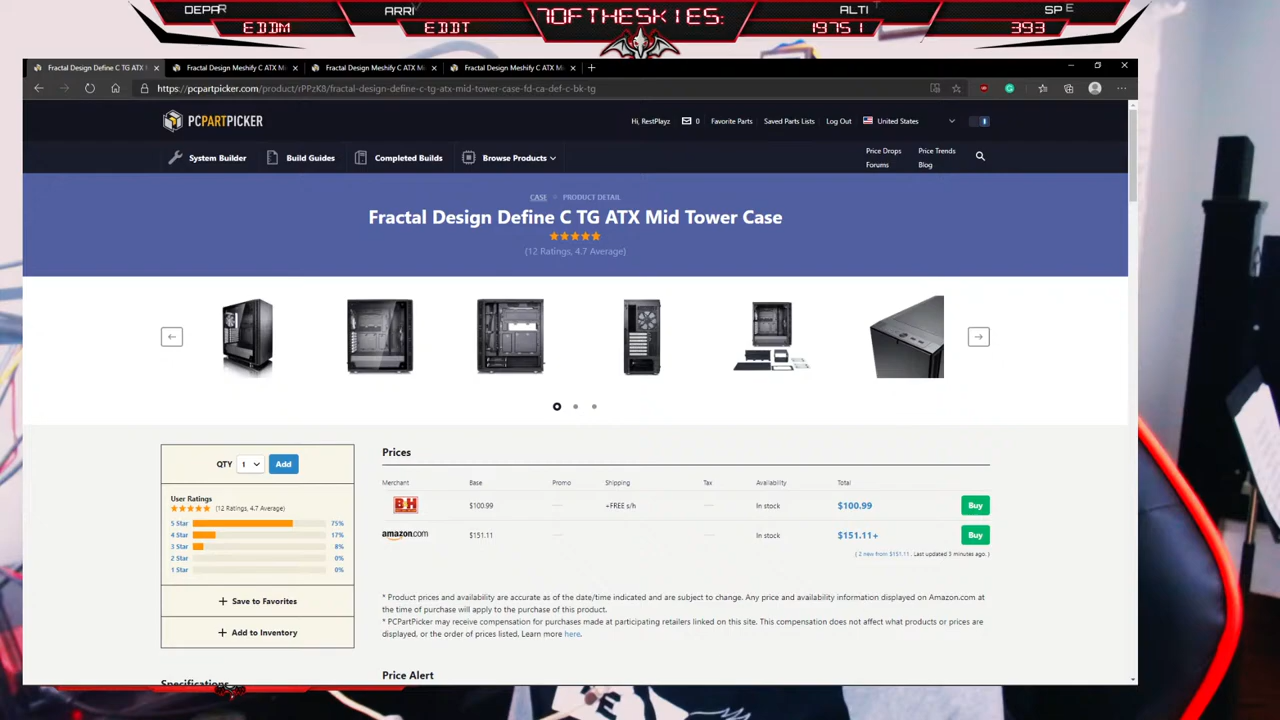 DEPAR
ARRI
7OFTHESKIES:
ALTI
SPE
EDDM
EDDT
19751
393
Fractal Design Define C TG ATX
Fractal Design Meshify C ATX Mi
Fractal Design Meshify C ATX Mi
Fractal Design Meshify C ATX Mi
https://pcpartpicker.com/product/rPPzK8/fractal-design-define-c-tg-atx-mid-tower-case-fd-ca-def-c-bk-tg
PCPARTPICKER
Hi, RestPlayz
0
Favorite Parts
Saved Parts Lists
Log Out
United States
System Builder
Build Guides
Completed Builds
Browse Products
Price Drops
Price Trends
Forums
Blog
CASE > PRODUCT DETAIL
Fractal Design Define C TG ATX Mid Tower Case
(12 Ratings, 4.7 Average)
QTY 1 Add
User Ratings
(12 Ratings, 4.7 Average)
5 Star 75%
4 Star 17%
3 Star 8%
2 Star 0%
1 Star 0%
+ Save to Favorites
+ Add to Inventory
Specifications
Prices
Merchant Base Promo Shipping Tax Availability Total
B&H $100.99 — +FREE s/h — In stock $100.99 Buy
amazon.com $151.11 — — In stock $151.11+ Buy
( 2 new from $151.11 . Last updated 3 minutes ago. )
* Product prices and availability are accurate as of the date/time indicated and are subject to change. Any price and availability information displayed on Amazon.com at
the time of purchase will apply to the purchase of this product.
* PCPartPicker may receive compensation for purchases made at participating retailers linked on this site. This compensation does not affect what products or prices are
displayed, or the order of prices listed. Learn more here.
Price Alert